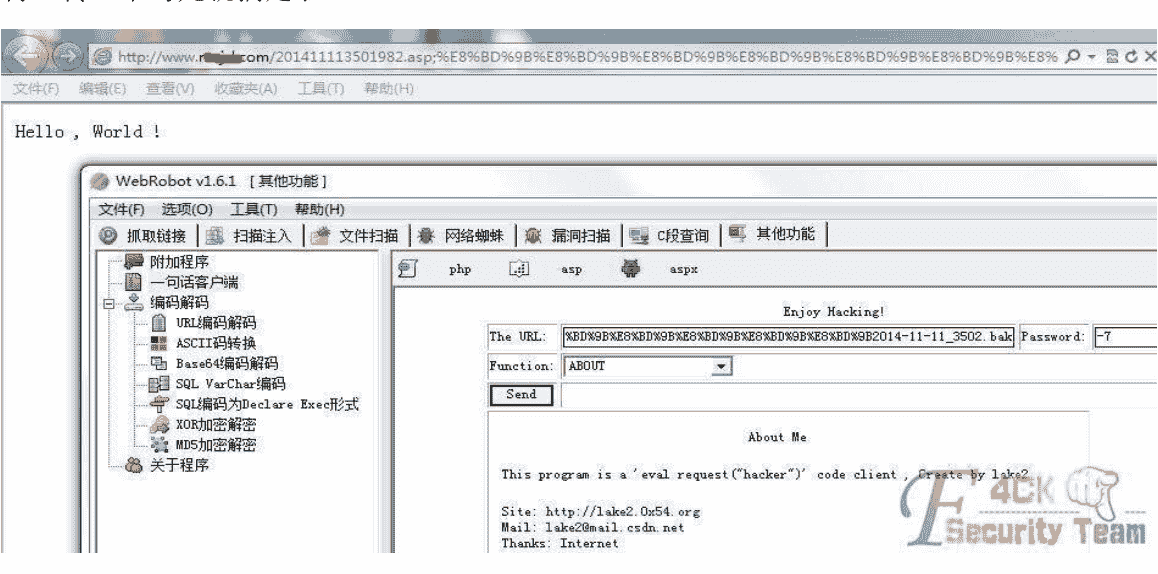 http://www.
com/201411113501982.asp;%E8%BD%9B%E8%BD%9B%E8%BD%9B%E8%BD%9B%E8%BD%9B%E8%BD%9B%E8%BD%9B%E8%
文件(F) 编辑(E) 查看(V) 收藏夹(A) 工具(T) 帮助(H)
Hello , World !
WebRobot v1.6.1 [其他功能]
文件(F) 选项(O) 工具(T) 帮助(H)
抓取链接 扫描注入 文件扫描 网络蜘蛛 漏洞扫描 C段查询 其他功能
附加程序
一句话客户端
编码解码
URL编码解码
ASCII码转换
Base64编码解码
SQL VarChar编码
SQL编码为Declare Exec形式
XOR加密解密
MD5加密解密
关于程序
php asp aspx
Enjoy Hacking!
The URL: %BD%9B%E8%BD%9B%E8%BD%9B%E8%BD%9B%E8%BD%9B%E8%BD%9B2014-11-11_3502.bak Password: -7
Function: ABOUT
Send
About Me
This program is a 'eval request("hacker")' code client , Create by lake2
Site: http://lake2.0x54.org
Mail: lake2@mail.csdn.net
Thanks: Internet
F4CK
Security Team